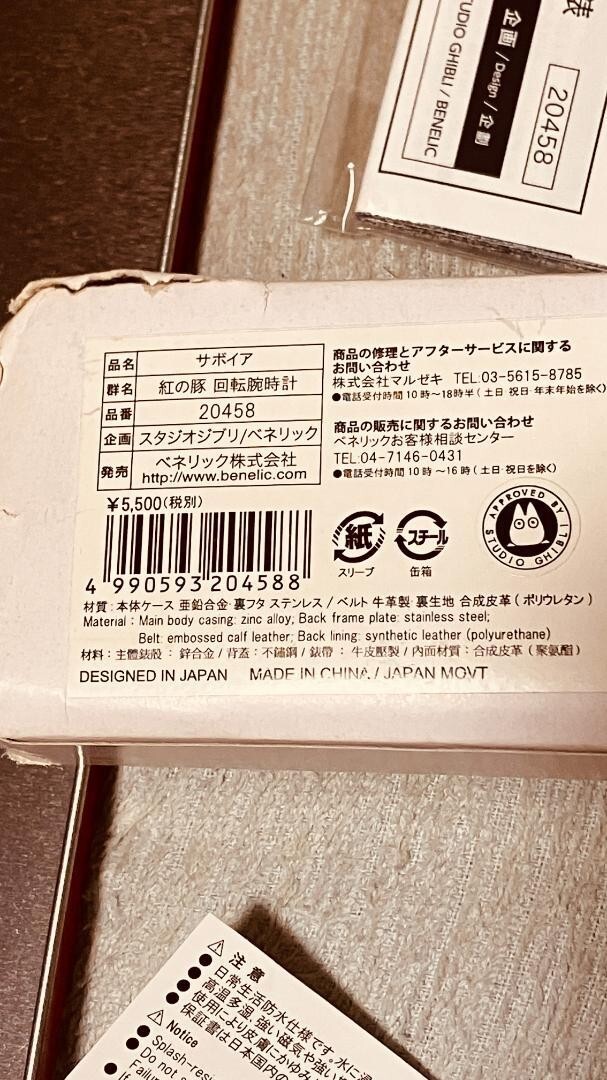 企画 / Design / 企劃
STUDIO GHIBLI / BENELIC
20458
品名 サボイア
群名 紅の豚 回転腕時計
品番 20458
企画 スタジオジブリ/ベネリック
発売 ベネリック株式会社
http://www.benelic.com
¥5,500(税別)
4 990593 204588
商品の修理とアフターサービスに関する
お問い合わせ
株式会社マルゼキ TEL:03-5615-8785
●電話受付時間 10時〜18時半(土日 祝日 年末年始を除く)
商品の販売に関するお問い合わせ
ベネリックお客様相談センター
TEL:04-7146-0431
●電話受付時間 10時〜16時(土日・祝日を除く)
紙
スリーブ
スチール
缶箱
APPROVED BY
STUDIO GHIBLI
材質:本体ケース 亜鉛合金・裏フタ ステンレス / ベルト 牛革製・裏生地 合成皮革(ポリウレタン)
Material : Main body casing: zinc alloy; Back frame plate: stainless steel;
Belt: embossed calf leather; Back lining: synthetic leather (polyurethane)
材料:主體錶殼:鋅合金 / 背蓋:不鏽鋼 / 錶帶:牛皮壓製 / 內面材質:合成皮革(聚氨酯)
DESIGNED IN JAPAN MADE IN CHINA / JAPAN MOVT
⚠ 注意
●日常生活防水仕様です。水に
●高温多湿、強い磁気や強い
●使用により皮膚にかゆみ
●保証書は日本国内の
⚠ Notice
●Splash-resi
●Do not
Failu
●If